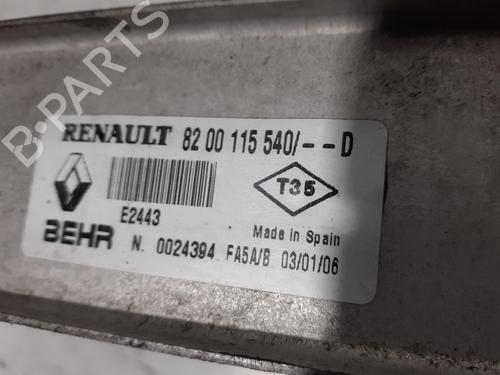 RENAULT 82 00 115 540/--D
T35
E2443
Made in Spain
BEHR N. 0024394 FA5A/B 03/01/06
B-PARTS